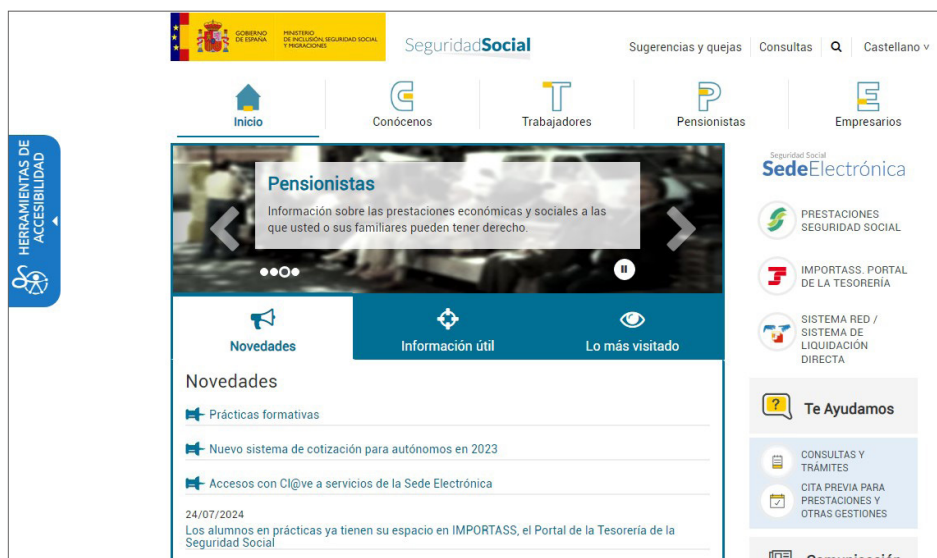 GOBIERNO
DE ESPAÑA
MINISTERIO
DE INCLUSIÓN, SEGURIDAD SOCIAL
Y MIGRACIONES
SeguridadSocial
Sugerencias y quejas
Consultas
Castellano
Inicio
Conócenos
Trabajadores
Pensionistas
Empresarios
HERRAMIENTAS DE
ACCESIBILIDAD
Pensionistas
Información sobre las prestaciones económicas y sociales a las
que usted o sus familiares pueden tener derecho.
Novedades
Información útil
Lo más visitado
Novedades
Prácticas formativas
Nuevo sistema de cotización para autónomos en 2023
Accesos con Cl@ve a servicios de la Sede Electrónica
24/07/2024
Los alumnos en prácticas ya tienen su espacio en IMPORTASS, el Portal de la Tesorería de la
Seguridad Social
Seguridad Social
SedeElectrónica
PRESTACIONES
SEGURIDAD SOCIAL
IMPORTASS. PORTAL
DE LA TESORERÍA
SISTEMA RED /
SISTEMA DE
LIQUIDACIÓN
DIRECTA
Te Ayudamos
CONSULTAS Y
TRÁMITES
CITA PREVIA PARA
PRESTACIONES Y
OTRAS GESTIONES
Comunicación